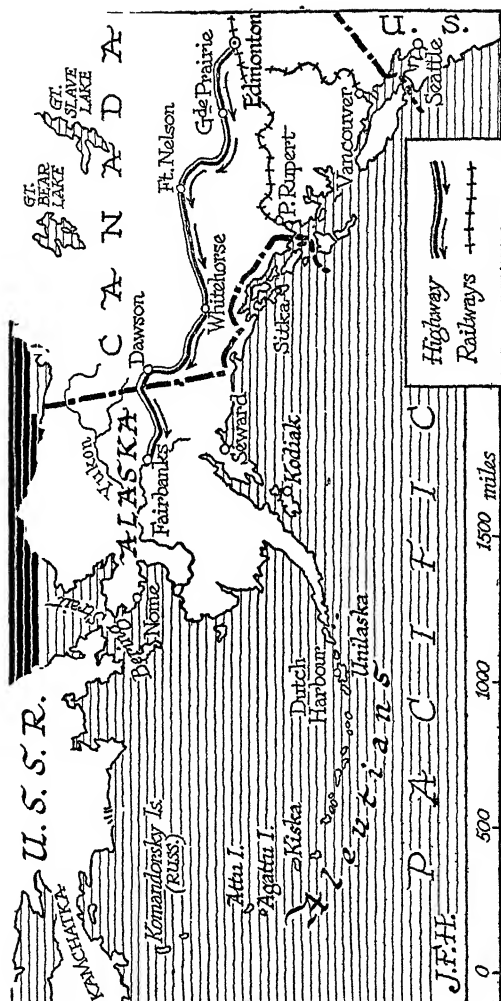 U.S.S.R.
KAMCHATKA
Komandorsky Is.
(RUSS.)
Attu I.
Agattu I.
Kiska
Aleutians
Dutch
Harbour
Unilaska
Bering
Strait
Nome
ALASKA
Yukon
Fairbanks
Kodiak
Seward
Dawson
Whitehorse
Sitka
CANADA
GT.
BEAR
LAKE
GT.
SLAVE
LAKE
Ft. Nelson
Gde Prairie
Edmonton
P. Rupert
Vancouver
Seattle
U.S.
PACIFIC
Highway
Railways
J.F.H.
0 500 1000 1500 miles